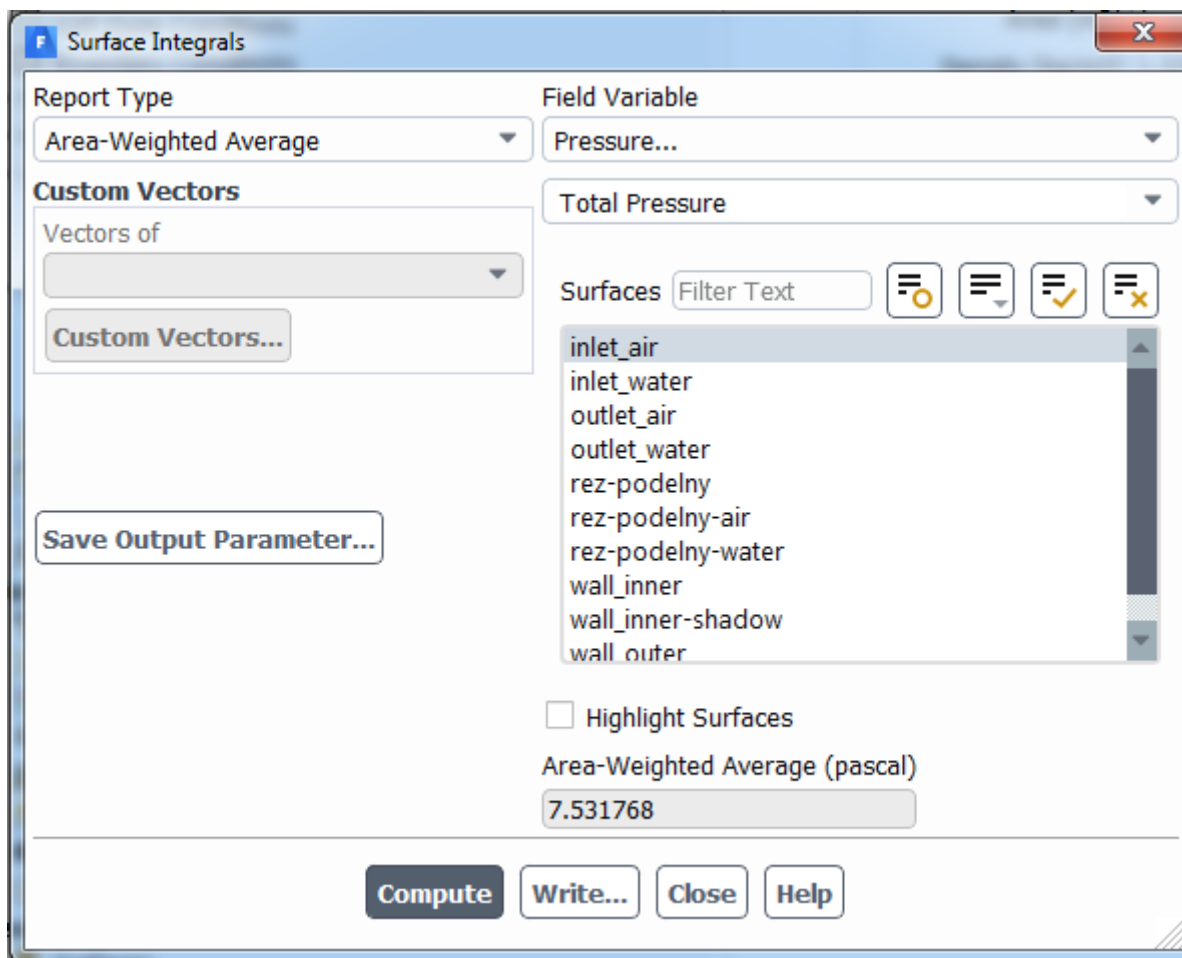 F Surface Integrals
Report Type
Area-Weighted Average
Custom Vectors
Vectors of
Custom Vectors...
Save Output Parameter...
Field Variable
Pressure...
Total Pressure
Surfaces Filter Text
inlet_air
inlet_water
outlet_air
outlet_water
rez-podelny
rez-podelny-air
rez-podelny-water
wall_inner
wall_inner-shadow
wall_outer
Highlight Surfaces
Area-Weighted Average (pascal)
7.531768
Compute Write... Close Help